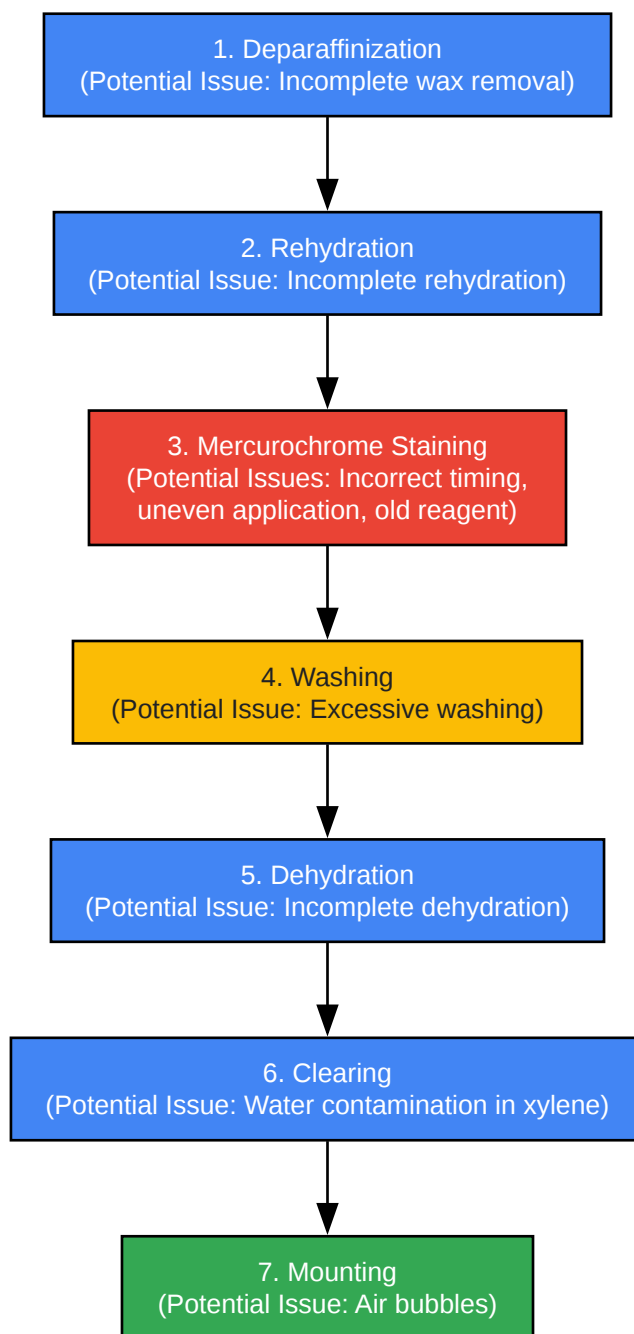 1. Deparaffinization
(Potential Issue: Incomplete wax removal)
2. Rehydration
(Potential Issue: Incomplete rehydration)
3. Mercurochrome Staining
(Potential Issues: Incorrect timing,
uneven application, old reagent)
4. Washing
(Potential Issue: Excessive washing)
5. Dehydration
(Potential Issue: Incomplete dehydration)
6. Clearing
(Potential Issue: Water contamination in xylene)
7. Mounting
(Potential Issue: Air bubbles)